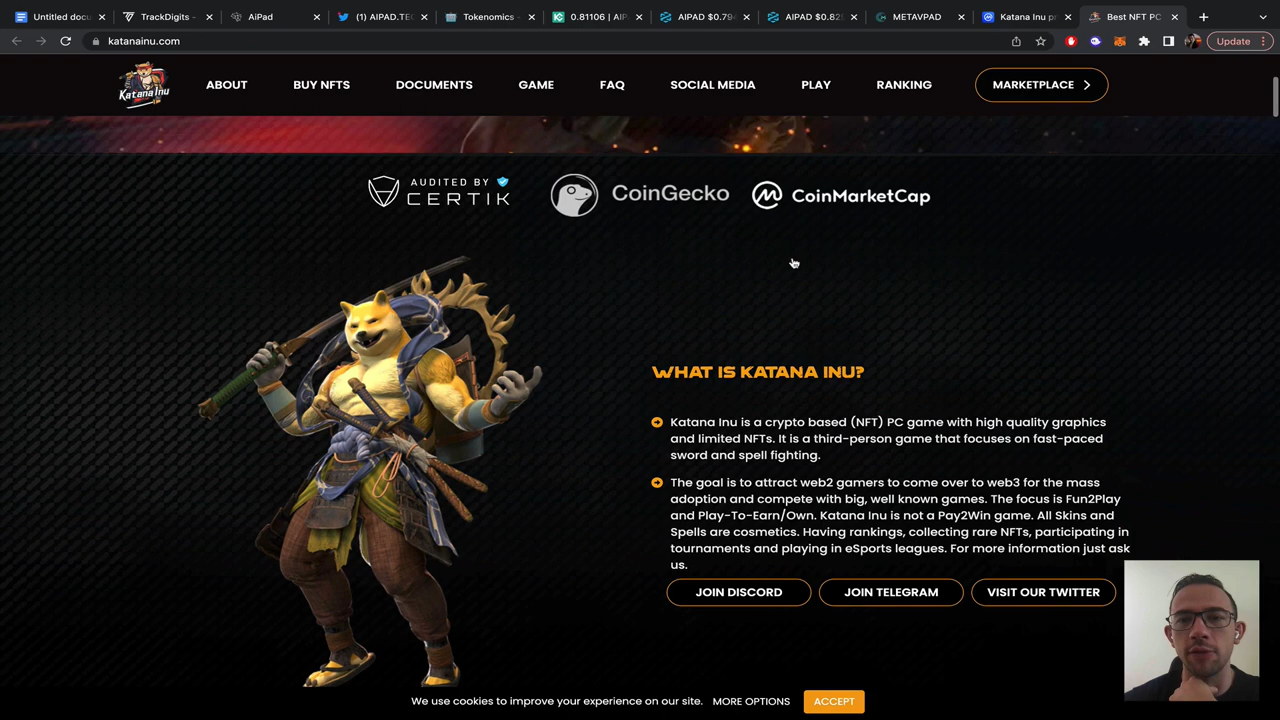 Untitled docu
TrackDigits -
AiPad
(1) AIPAD.TE
Tokenomics -
0.81106 | AI
AIPAD $0.794
AIPAD $0.825
METAVPAD
Katana Inu p
Best NFT PC
katanainu.com
Update
Katana Inu
ABOUT
BUY NFTS
DOCUMENTS
GAME
FAQ
SOCIAL MEDIA
PLAY
RANKING
MARKETPLACE
AUDITED BY
CERTIK
CoinGecko
CoinMarketCap
WHAT IS KATANA INU?
Katana Inu is a crypto based (NFT) PC game with high quality graphics
and limited NFTs. It is a third-person game that focuses on fast-paced
sword and spell fighting.
The goal is to attract web2 gamers to come over to web3 for the mass
adoption and compete with big, well known games. The focus is Fun2Play
and Play-To-Earn/Own. Katana Inu is not a Pay2Win game. All Skins and
Spells are cosmetics. Having rankings, collecting rare NFTs, participating in
tournaments and playing in eSports leagues. For more information just ask
us.
JOIN DISCORD
JOIN TELEGRAM
VISIT OUR TWITTER
We use cookies to improve your experience on our site.
MORE OPTIONS
ACCEPT